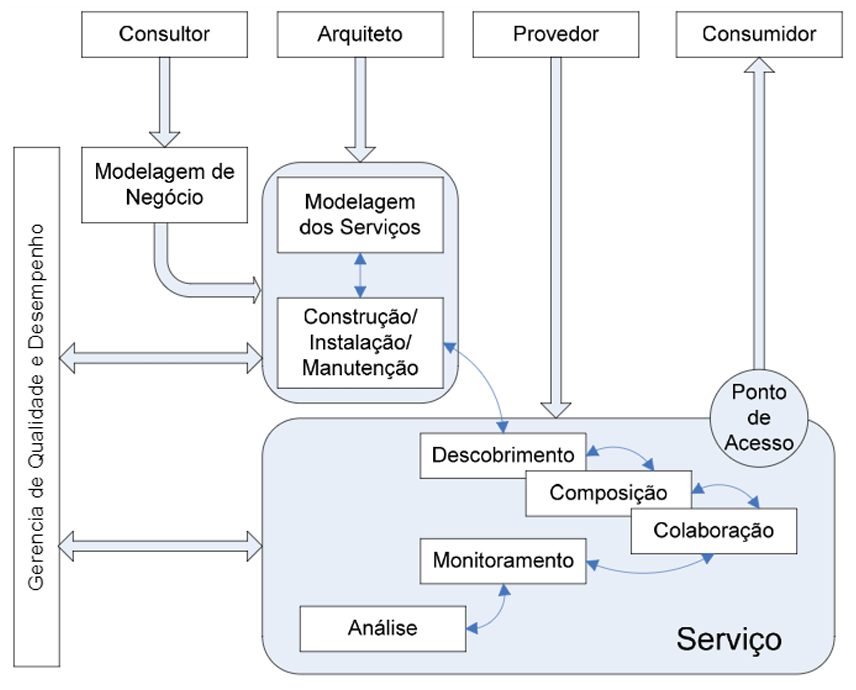 Consultor
Arquiteto
Provedor
Consumidor
Modelagem de
Negócio
Modelagem
dos Serviços
Construção/
Instalação/
Manutenção
Gerencia de Qualidade e Desempenho
Ponto
de
Acesso
Descobrimento
Composição
Colaboração
Monitoramento
Análise
Serviço